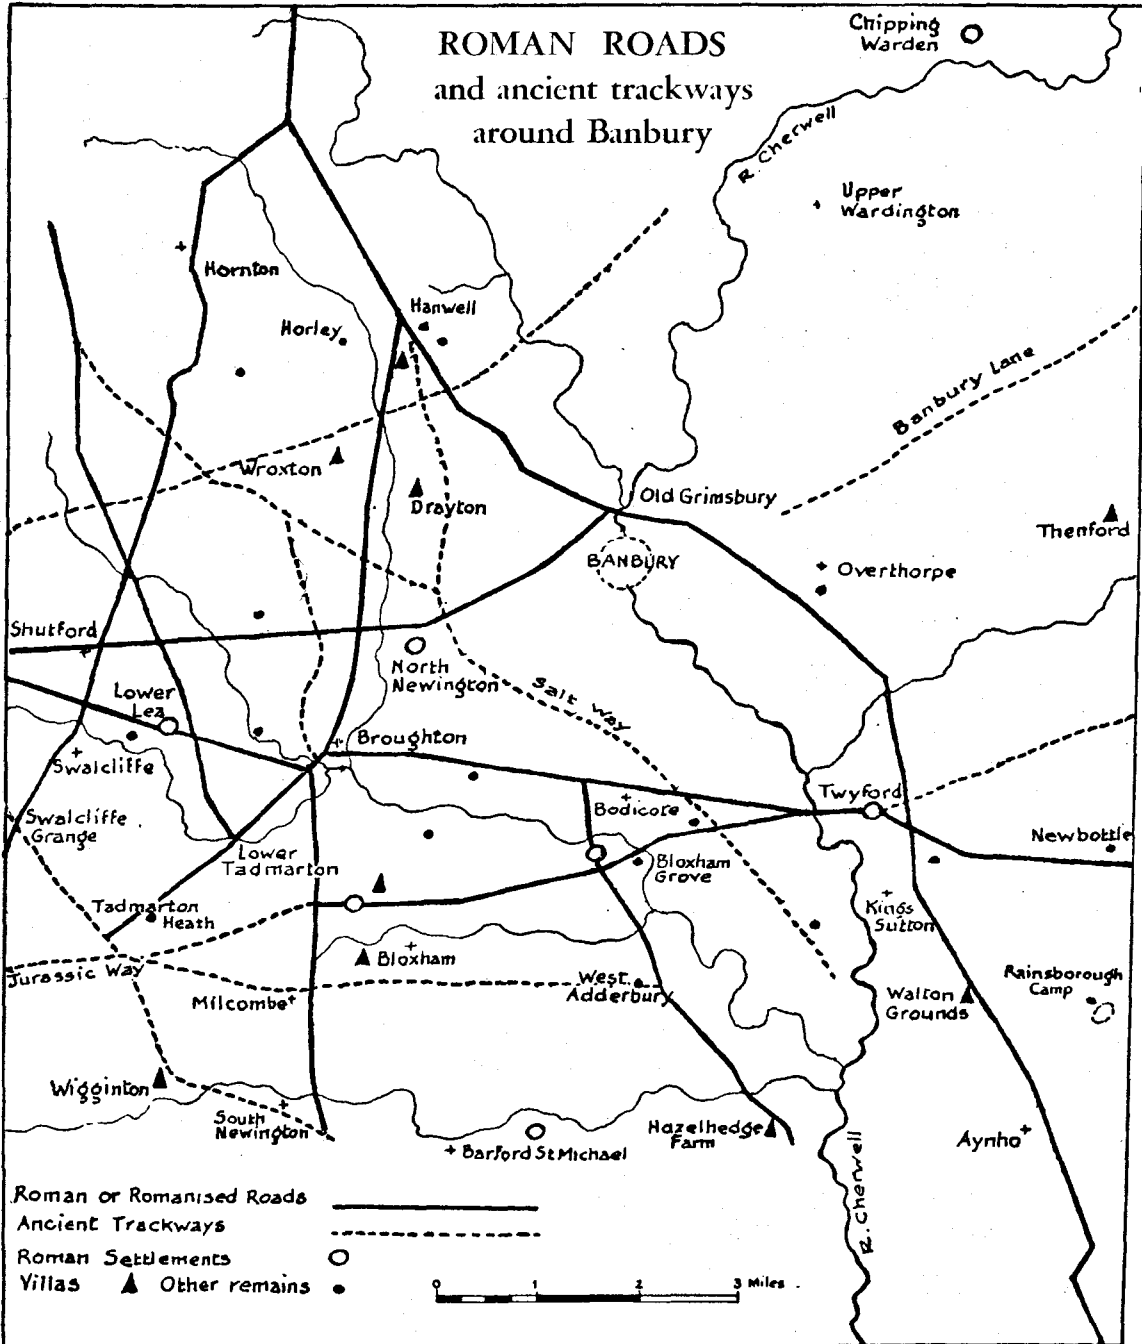 ROMAN ROADS
and ancient trackways
around Banbury
Chipping
Warden
R. Cherwell
Upper
Wardington
Hornton
Hanwell
Horley
Banbury Lane
Wroxton
Drayton
Old Grimsbury
Thenford
BANBURY
Overthorpe
Shutford
North
Newington
Salt Way
Lower
Lea
Broughton
Swalcliffe
Twyford
Bodicote
Swalcliffe
Grange
Newbottle
Lower
Tadmarton
Bloxham
Grove
Tadmarton
Heath
Kings
Sutton
Jurassic Way
Bloxham
West
Adderbury
Rainsborough
Camp
Milcombe
Walton
Grounds
Wigginton
South
Newington
Hazelhedge
Farm
Barford St Michael
Aynho
R. Cherwell
Roman or Romanised Roads
Ancient Trackways
Roman Settlements
Villas Other remains
0 1 2 3 Miles